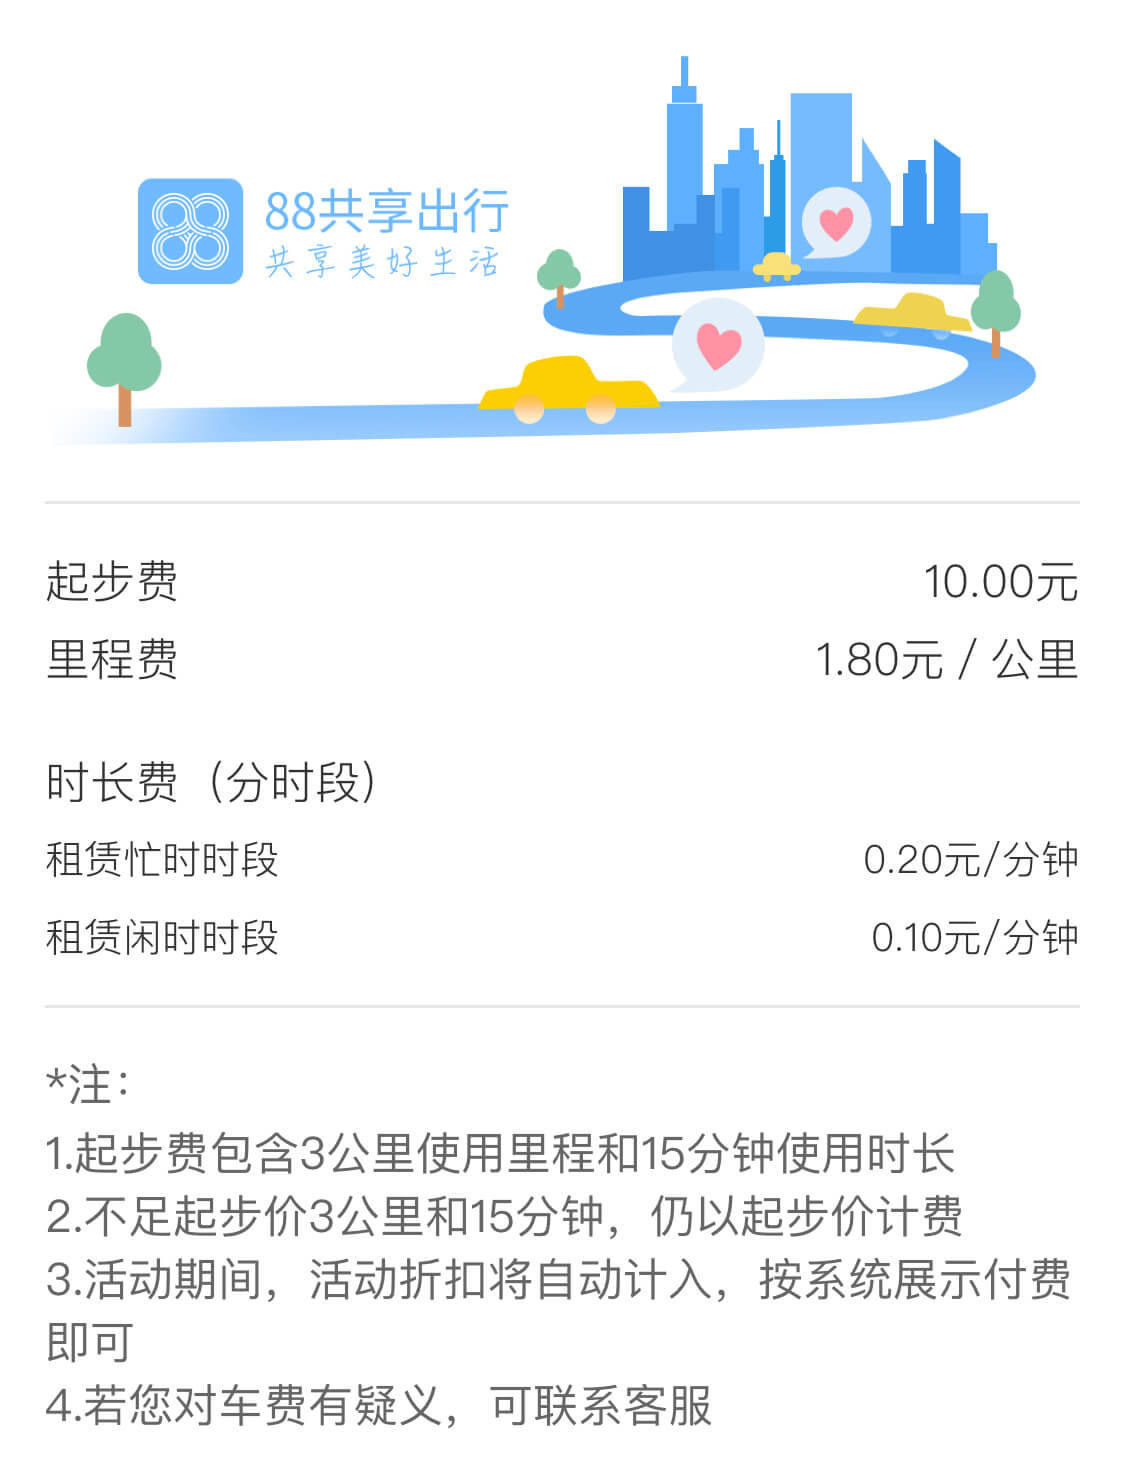 88共享出行
共享美好生活
起步费 10.00元
里程费 1.80元 / 公里
时长费（分时段）
租赁忙时时段 0.20元/分钟
租赁闲时时段 0.10元/分钟
*注：
1.起步费包含3公里使用里程和15分钟使用时长
2.不足起步价3公里和15分钟，仍以起步价计费
3.活动期间，活动折扣将自动计入，按系统展示付费
即可
4.若您对车费有疑义，可联系客服